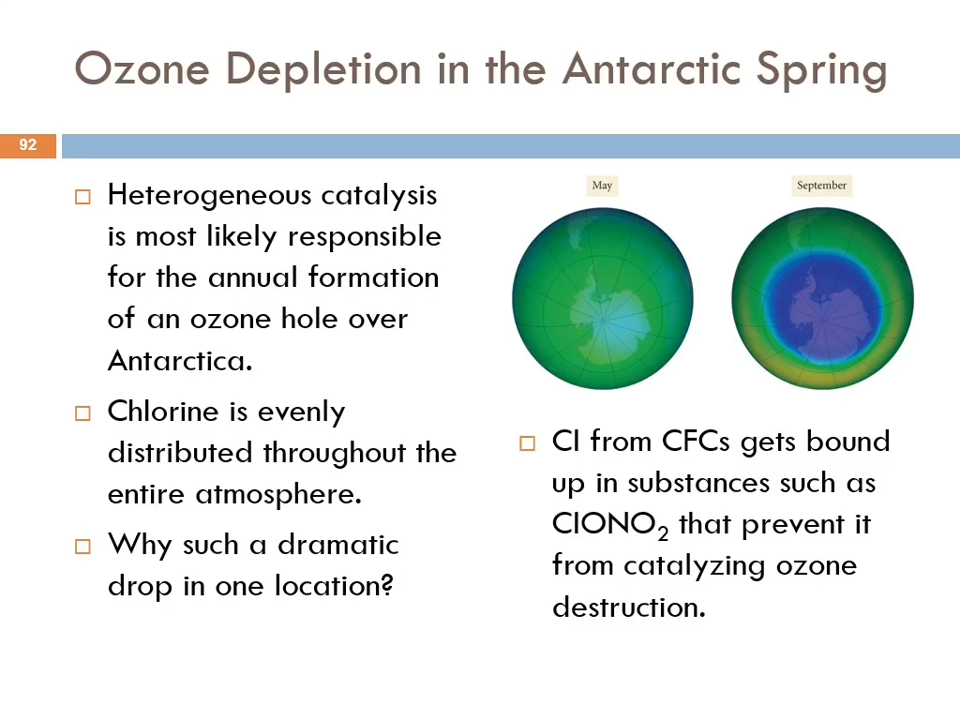 Ozone Depletion in the Antarctic Spring
92
Heterogeneous catalysis
is most likely responsible
for the annual formation
of an ozone hole over
Antarctica.
Chlorine is evenly
distributed throughout the
entire atmosphere.
Why such a dramatic
drop in one location?
May
September
Cl from CFCs gets bound
up in substances such as
ClONO₂ that prevent it
from catalyzing ozone
destruction.